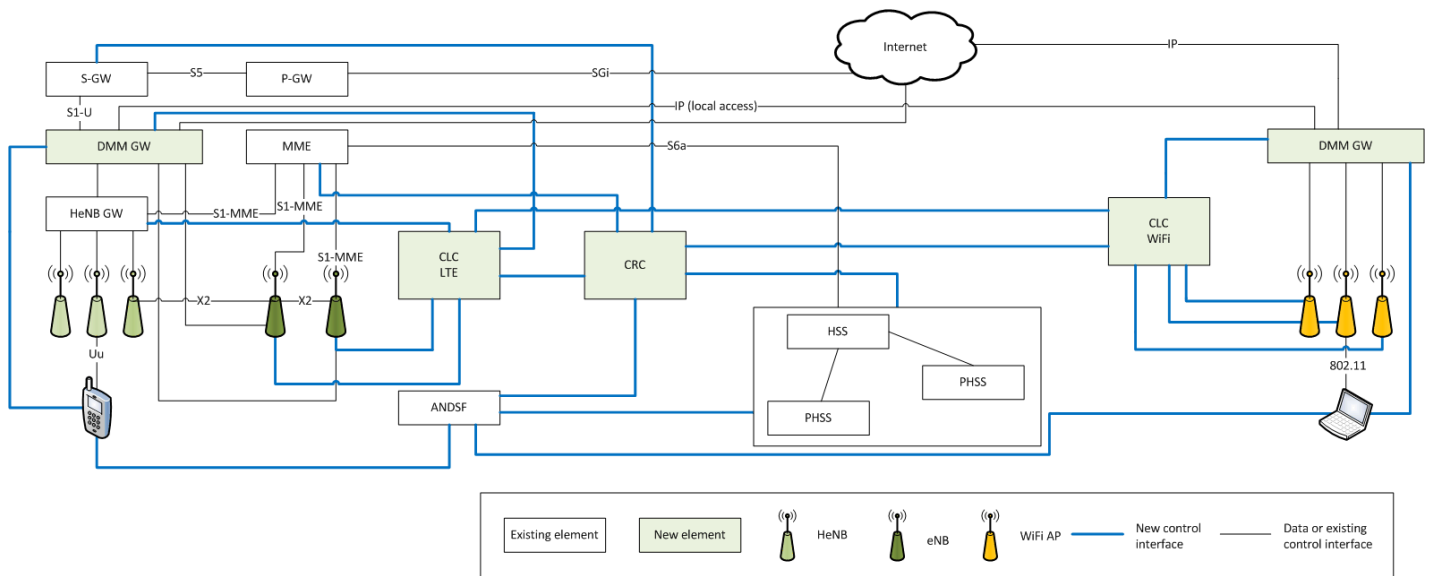 Internet
IP
S-GW
S5
P-GW
SGi
S1-U
IP (local access)
DMM GW
MME
S6a
DMM GW
HeNB GW
S1-MME
S1-MME
CLC
WiFi
S1-MME
CLC
LTE
CRC
X2
X2
HSS
Uu
802.11
PHSS
ANDSF
PHSS
Existing element
New element
HeNB
eNB
WiFi AP
New control
interface
Data or existing
control interface